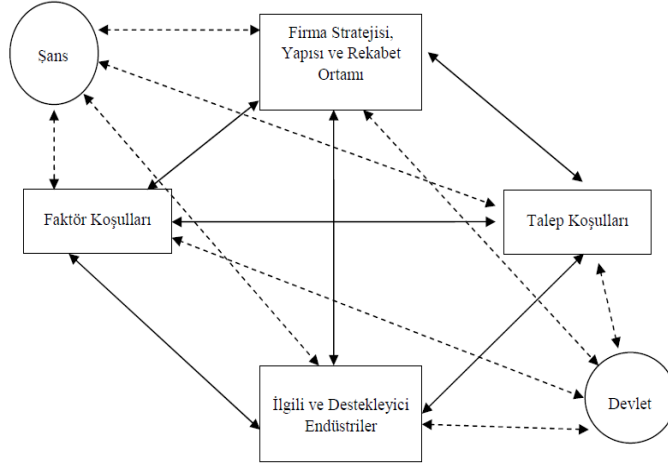 Şans
Firma Stratejisi,
Yapısı ve Rekabet
Ortamı
Faktör Koşulları
Talep Koşulları
İlgili ve Destekleyici
Endüstriler
Devlet